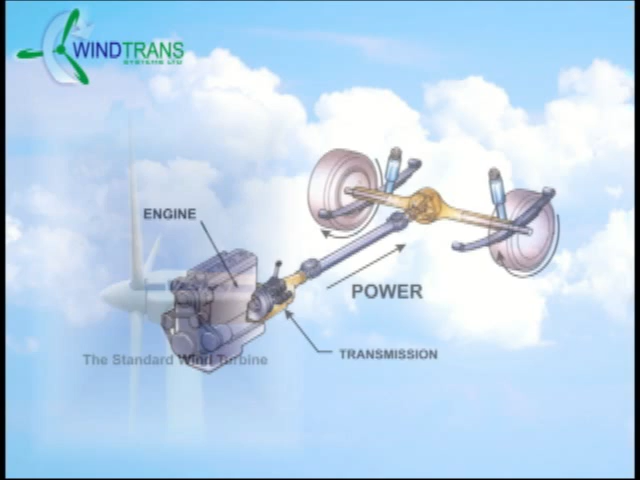 WINDTRANS
SYSTEMS LTD
ENGINE
POWER
TRANSMISSION
The Standard Wind Turbine